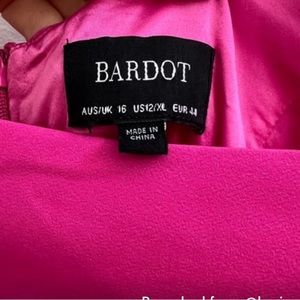 BARDOT
AUS/UK 16 US12/XL EUR 44
MADE IN
CHINA